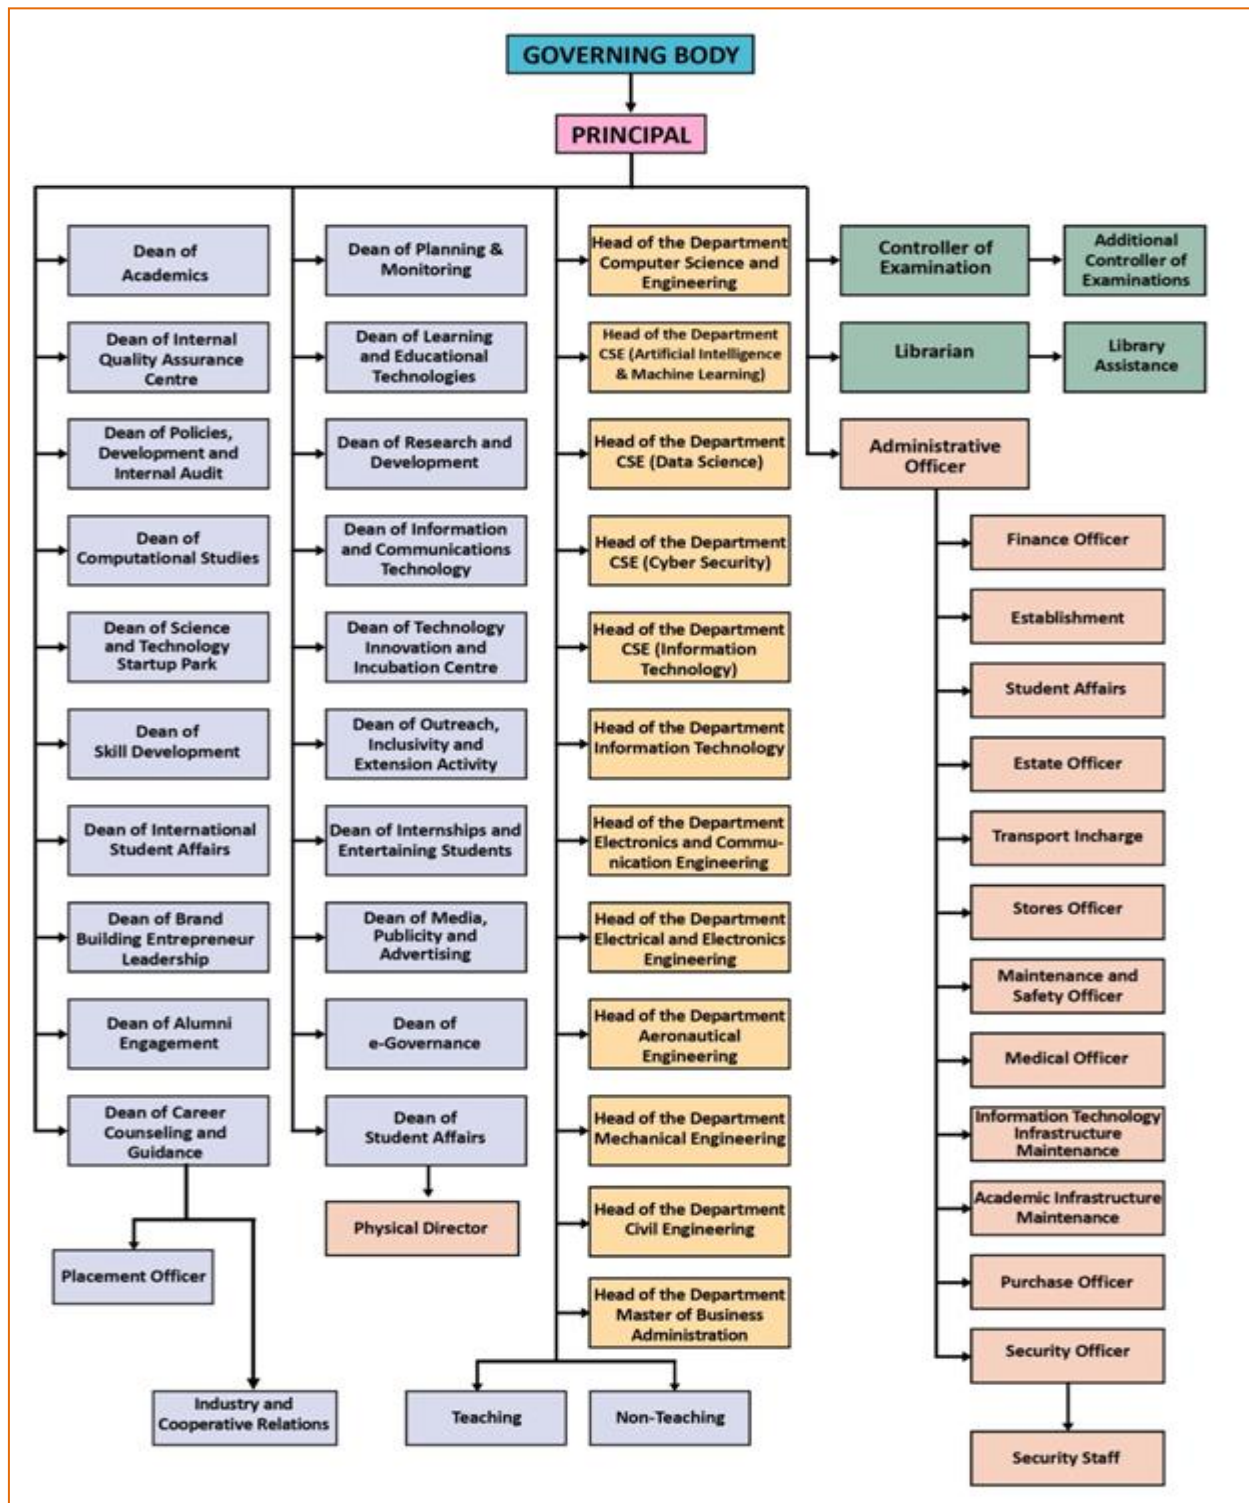 GOVERNING BODY
PRINCIPAL
Dean of
Academics
Dean of Internal
Quality Assurance
Centre
Dean of Policies,
Development and
Internal Audit
Dean of
Computational Studies
Dean of Science
and Technology
Startup Park
Dean of
Skill Development
Dean of International
Student Affairs
Dean of Brand
Building Entrepreneur
Leadership
Dean of Alumni
Engagement
Dean of Career
Counseling and
Guidance
Placement Officer
Industry and
Cooperative Relations
Dean of Planning &
Monitoring
Dean of Learning
and Educational
Technologies
Dean of Research and
Development
Dean of Information
and Communications
Technology
Dean of Technology
Innovation and
Incubation Centre
Dean of Outreach,
Inclusivity and
Extension Activity
Dean of Internships and
Entertaining Students
Dean of Media,
Publicity and
Advertising
Dean of
e-Governance
Dean of
Student Affairs
Physical Director
Head of the Department
Computer Science and
Engineering
Head of the Department
CSE (Artificial Intelligence
& Machine Learning)
Head of the Department
CSE (Data Science)
Head of the Department
CSE (Cyber Security)
Head of the Department
CSE (Information
Technology)
Head of the Department
Information Technology
Head of the Department
Electronics and Commu-
nication Engineering
Head of the Department
Electrical and Electronics
Engineering
Head of the Department
Aeronautical
Engineering
Head of the Department
Mechanical Engineering
Head of the Department
Civil Engineering
Head of the Department
Master of Business
Administration
Teaching
Non-Teaching
Controller of
Examination
Additional
Controller of
Examinations
Librarian
Library
Assistance
Administrative
Officer
Finance Officer
Establishment
Student Affairs
Estate Officer
Transport Incharge
Stores Officer
Maintenance and
Safety Officer
Medical Officer
Information Technology
Infrastructure
Maintenance
Academic Infrastructure
Maintenance
Purchase Officer
Security Officer
Security Staff